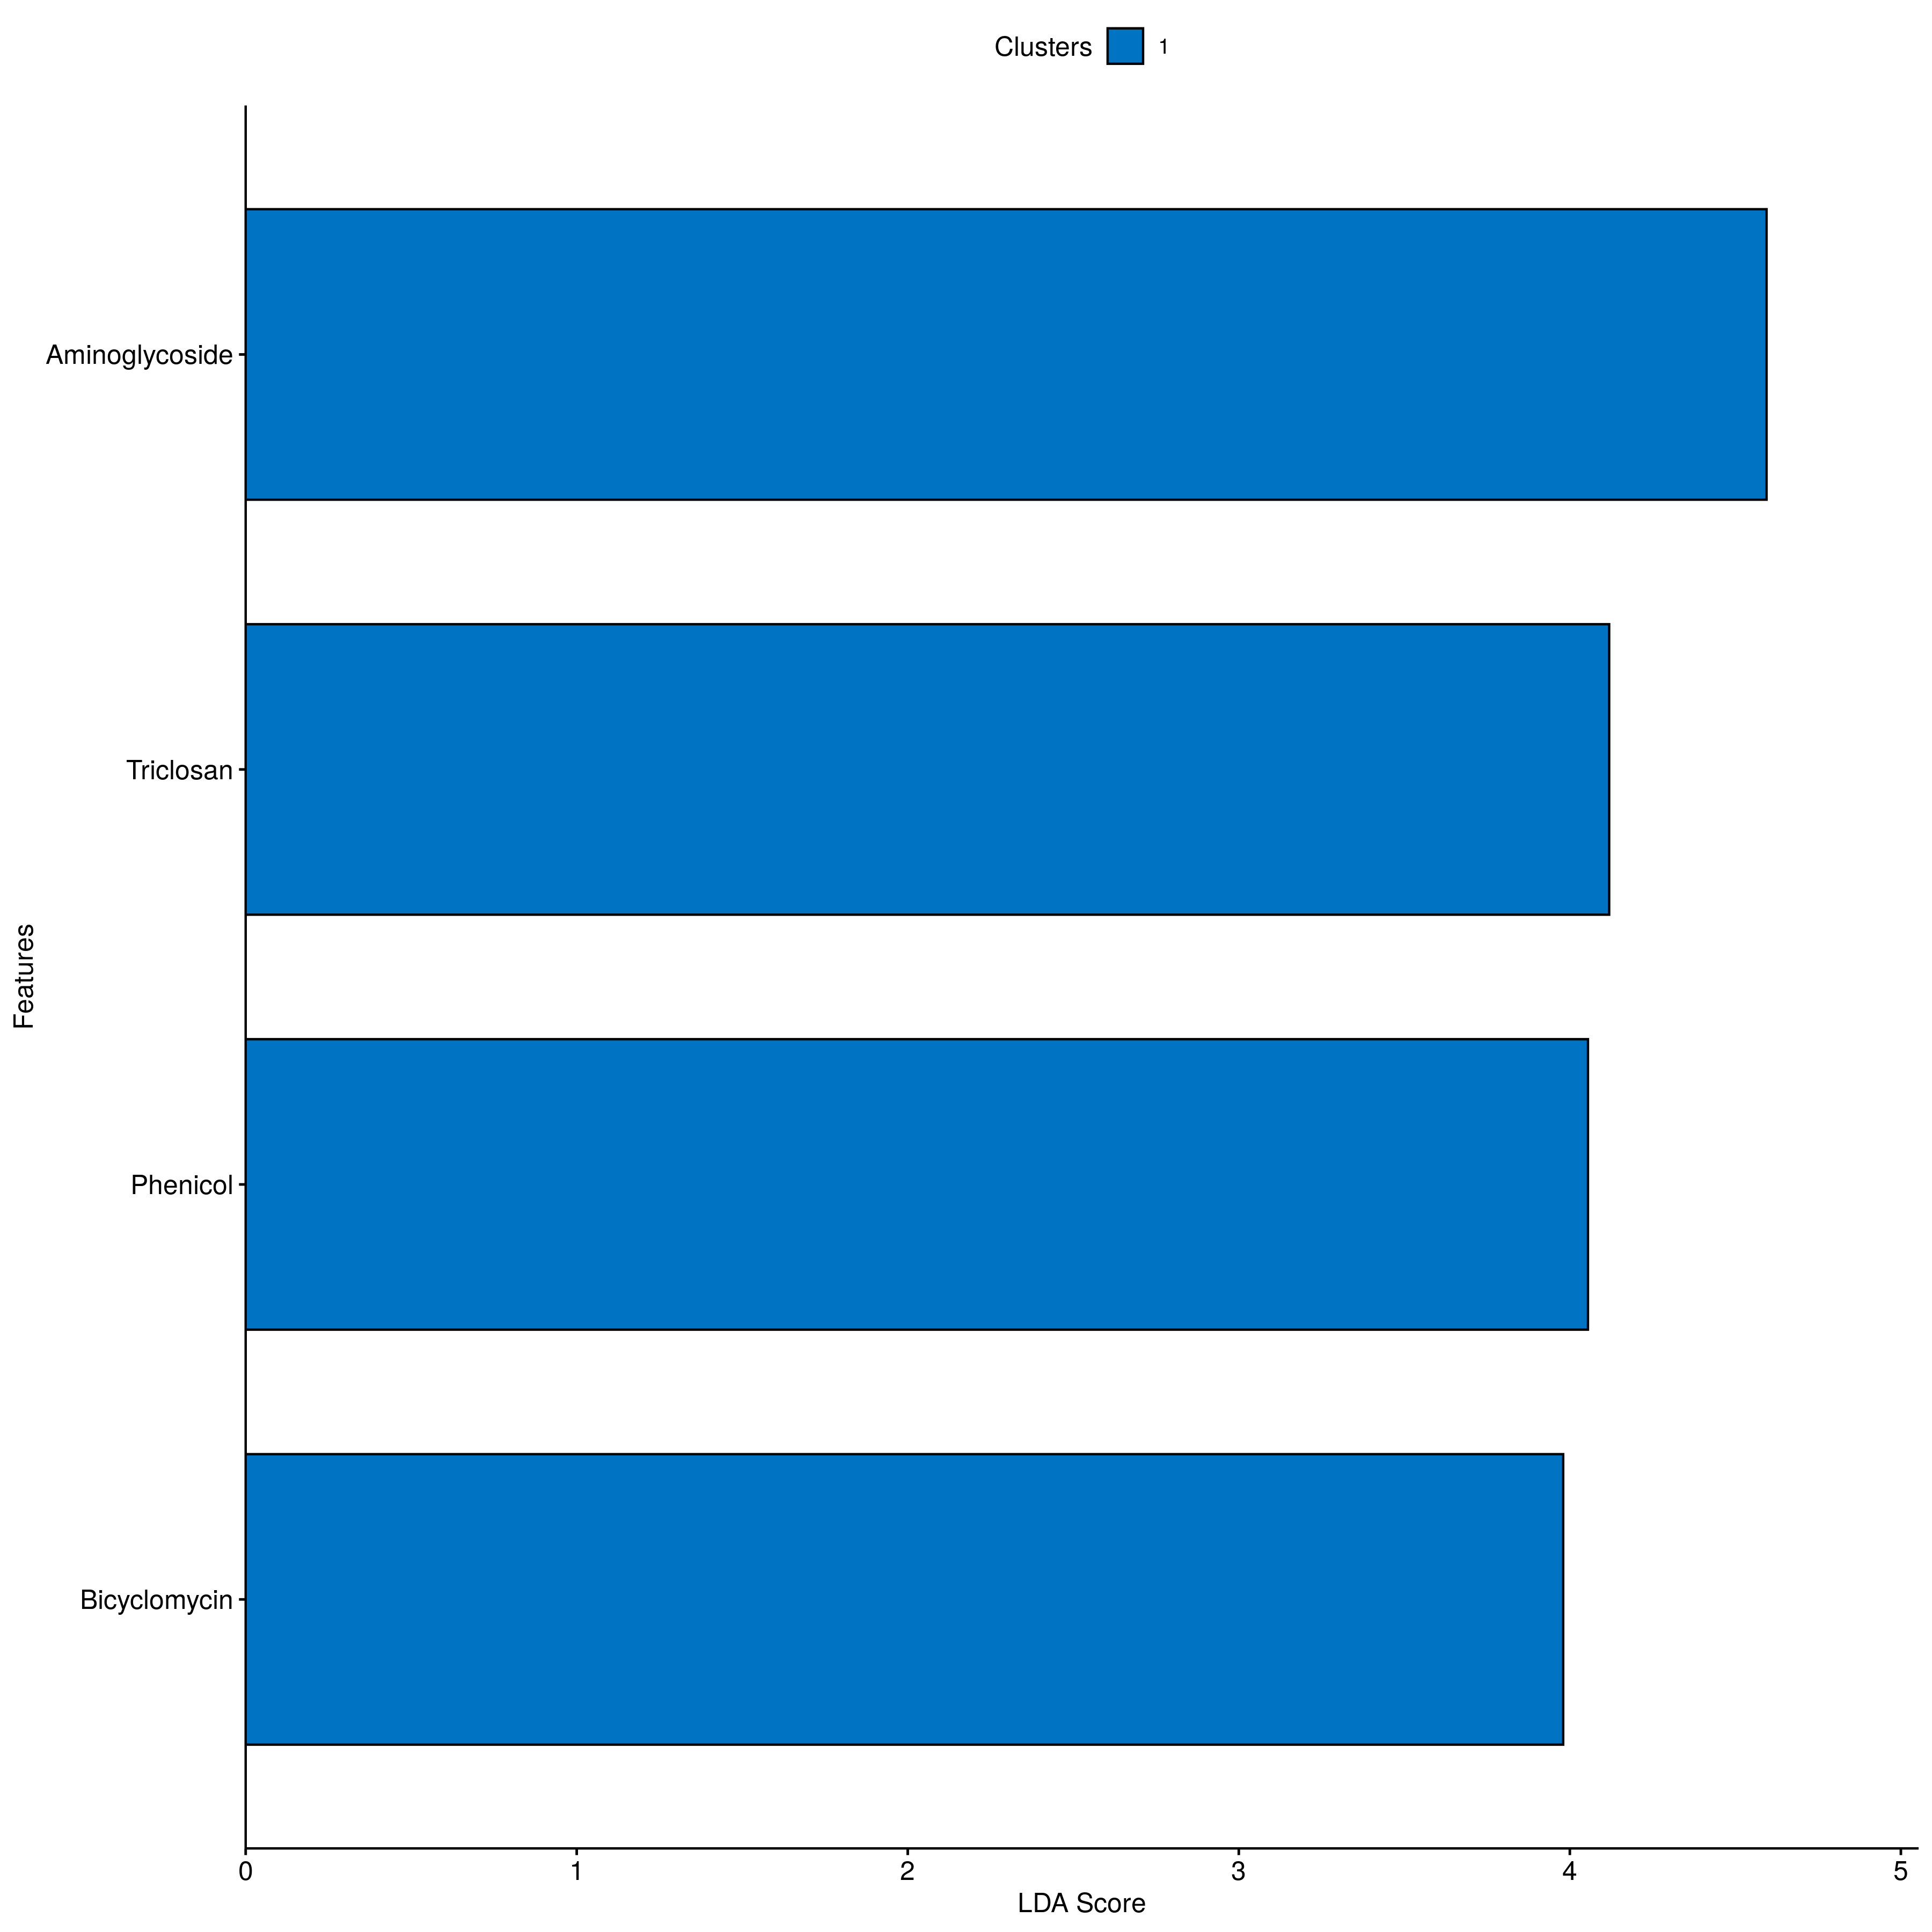 Clusters 1
Aminoglycoside
Triclosan
Phenicol
Bicyclomycin
Features
0 1 2 3 4 5
LDA Score